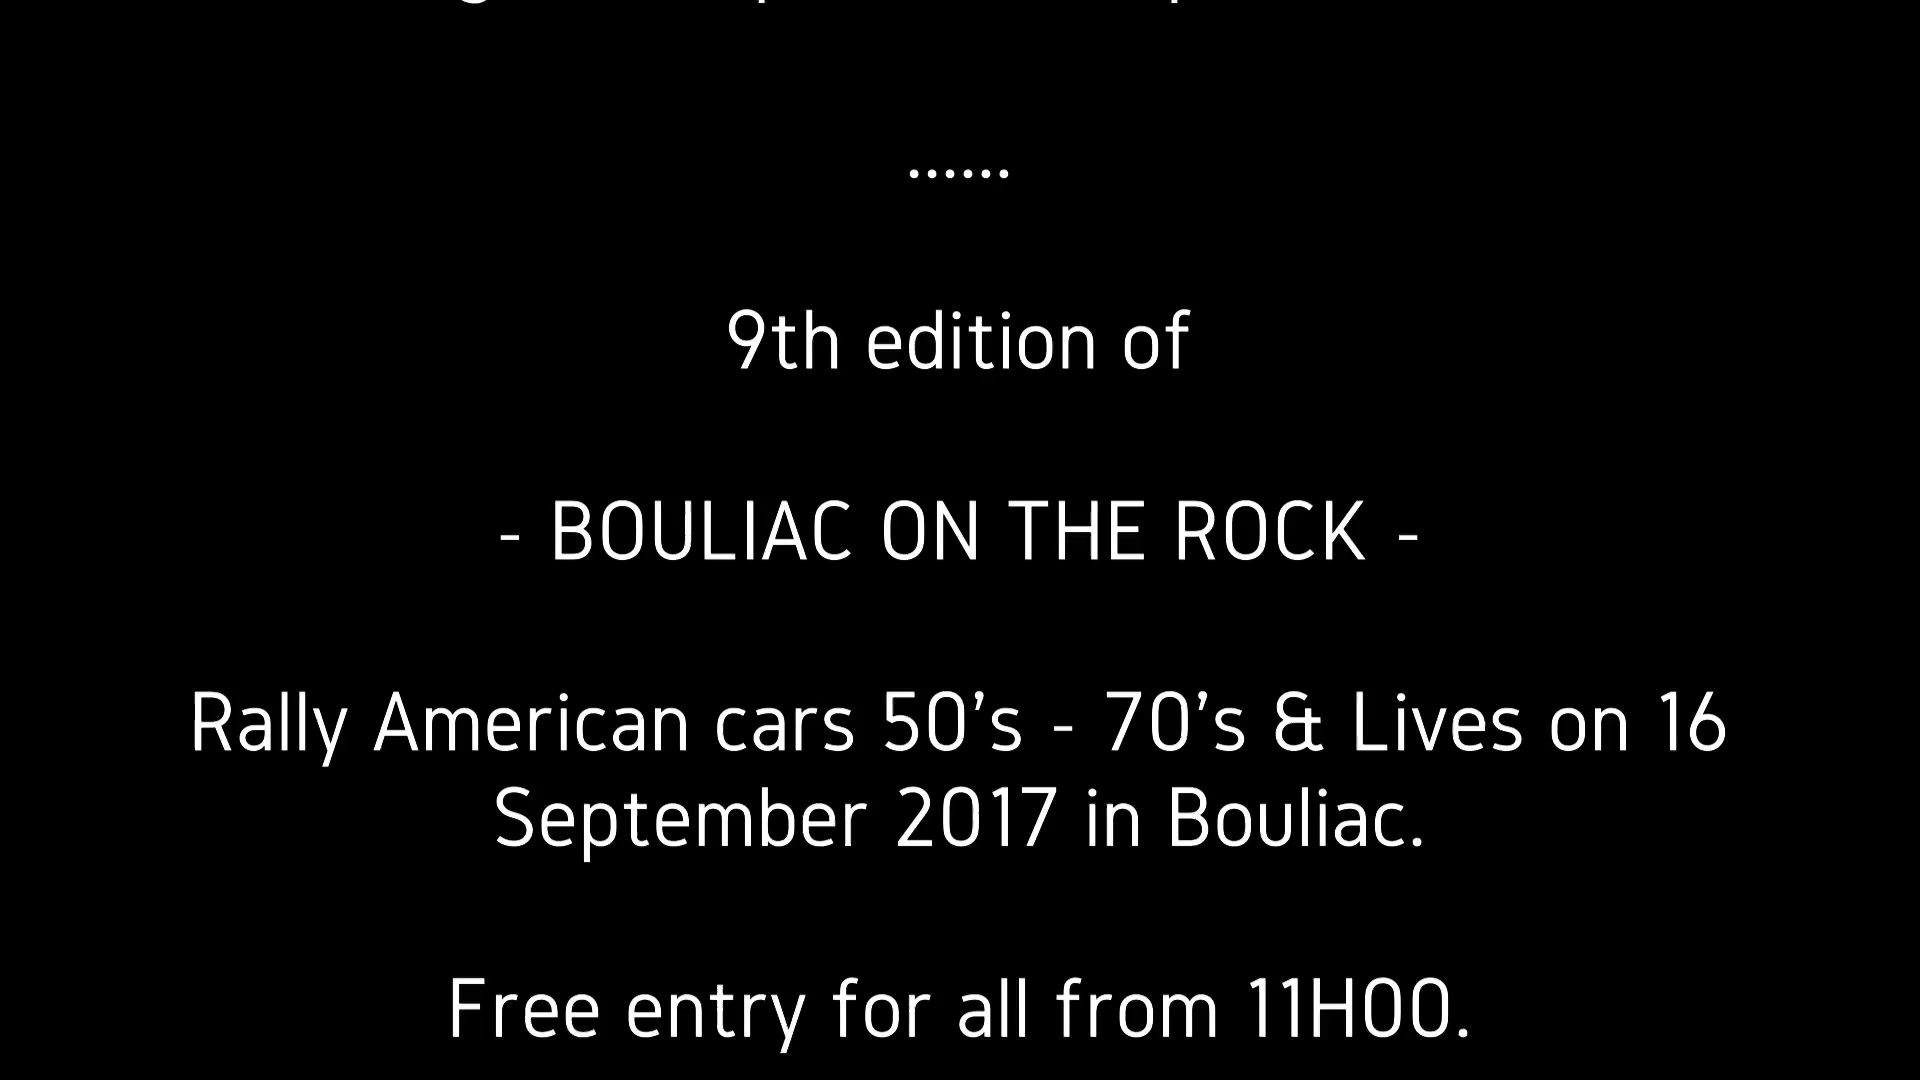 ......
9th edition of
- BOULIAC ON THE ROCK -
Rally American cars 50’s - 70’s & Lives on 16
September 2017 in Bouliac.
Free entry for all from 11H00.